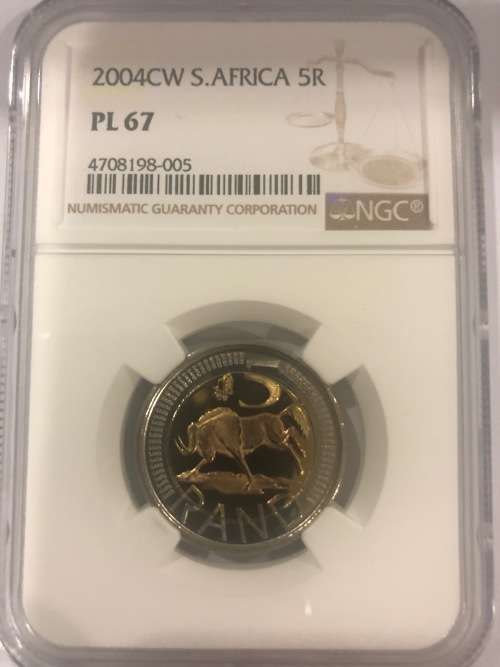 2004CW S.AFRICA 5R
PL 67
4708198-005
NUMISMATIC GUARANTY CORPORATION
NGC®
RAND